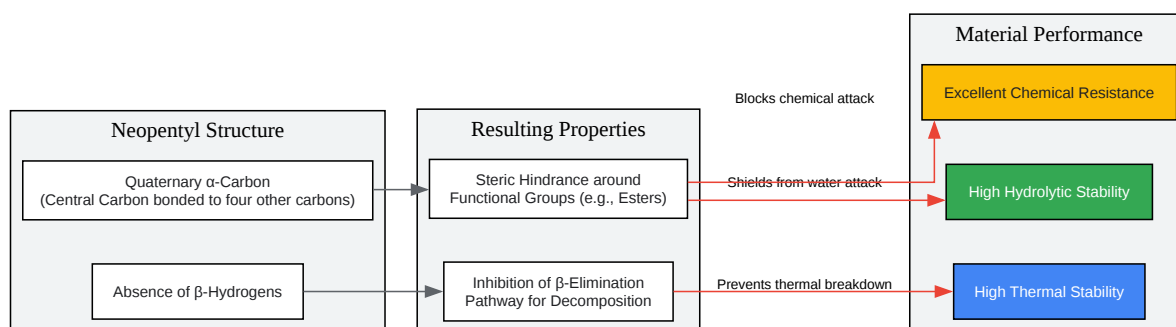 Neopentyl Structure
Quaternary α-Carbon
(Central Carbon bonded to four other carbons)
Absence of β-Hydrogens
Resulting Properties
Steric Hindrance around
Functional Groups (e.g., Esters)
Inhibition of β-Elimination
Pathway for Decomposition
Blocks chemical attack
Shields from water attack
Prevents thermal breakdown
Material Performance
Excellent Chemical Resistance
High Hydrolytic Stability
High Thermal Stability